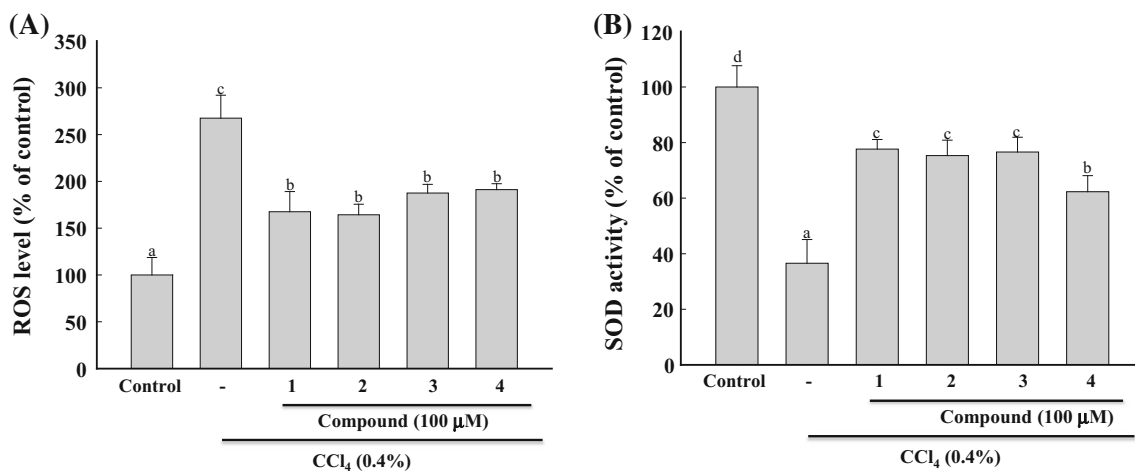 (A)
ROS level (% of control)
350
300
250
200
150
100
50
0
a
c
b
b
b
b
Control - 1 2 3 4
Compound (100 μM)
CCl4 (0.4%)
(B)
SOD activity (% of control)
120
100
80
60
40
20
0
d
a
c
c
c
b
Control - 1 2 3 4
Compound (100 μM)
CCl4 (0.4%)